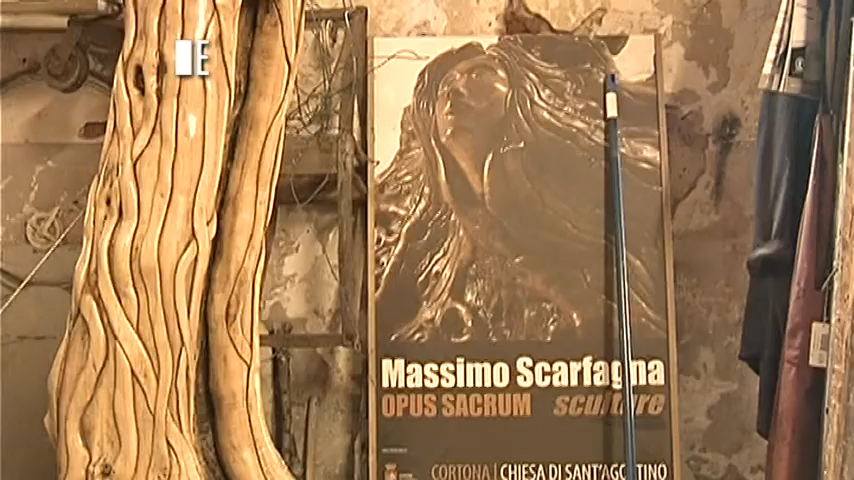 Massimo Scarfagna
OPUS SACRUM sculture
CORTONA | CHIESA DI SANT'AGOSTINO